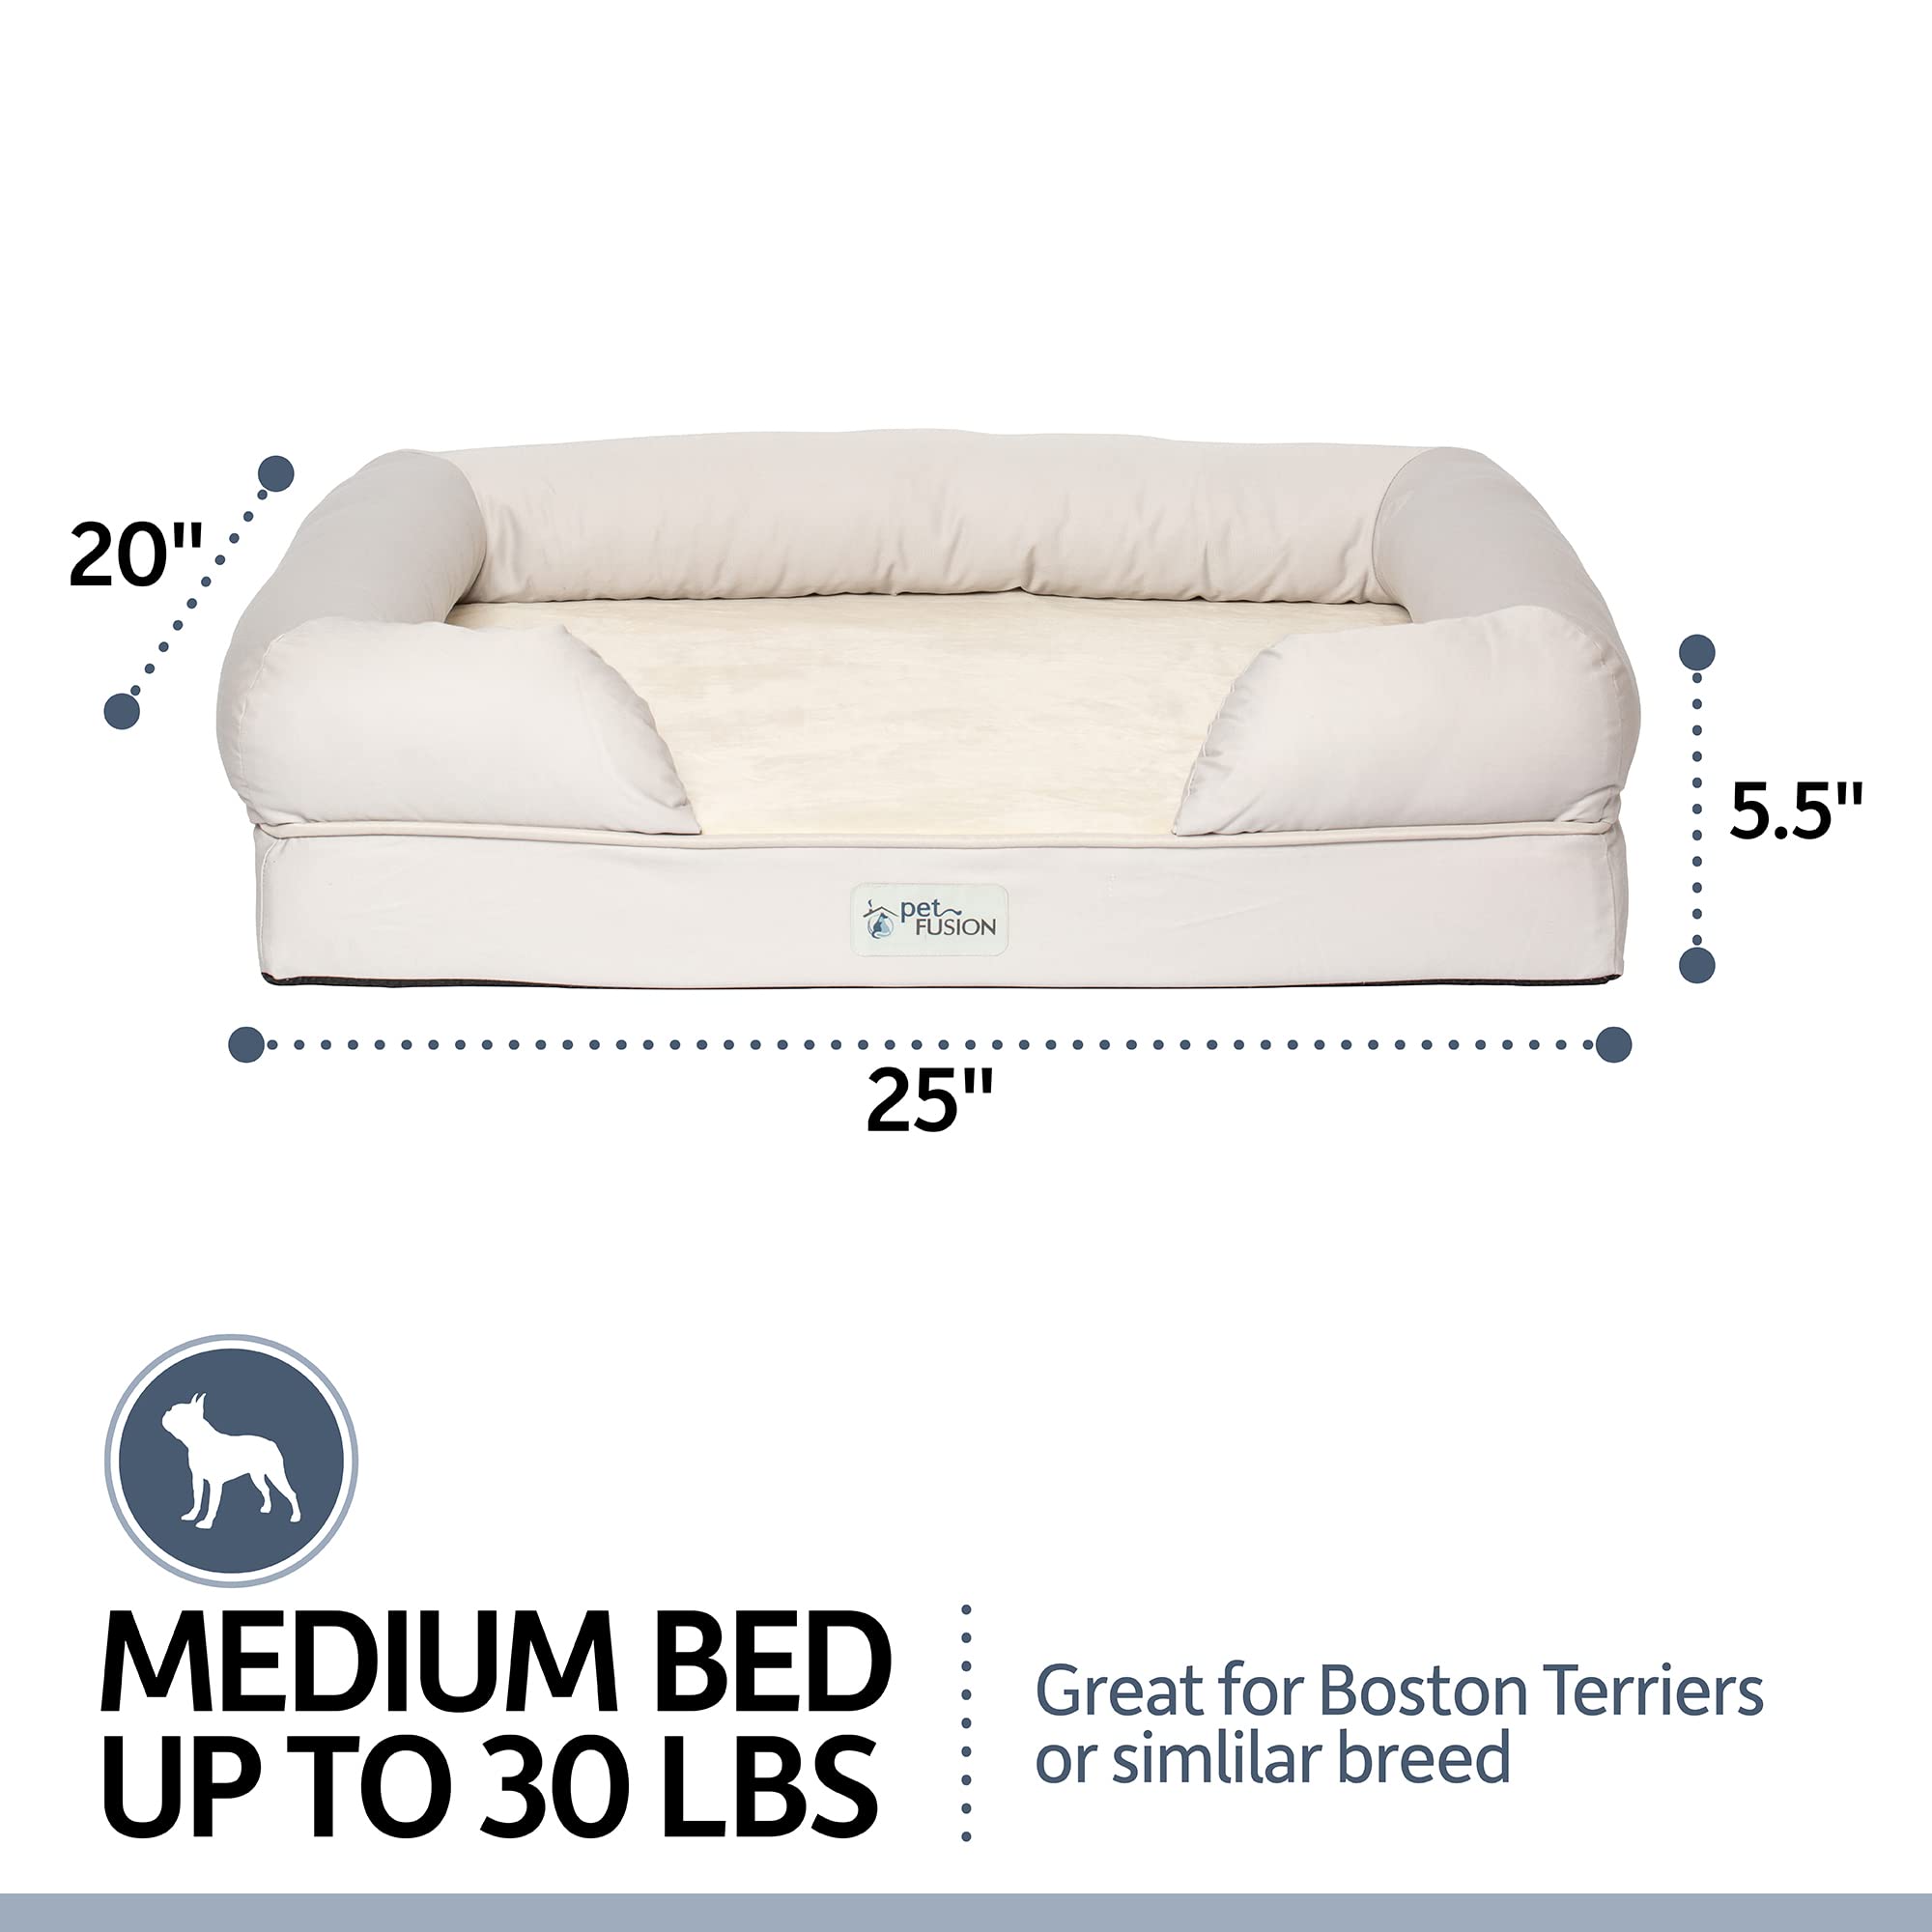 20"
5.5"
pet
FUSION
25"
MEDIUM BED
UP TO 30 LBS
Great for Boston Terriers
or simlilar breed